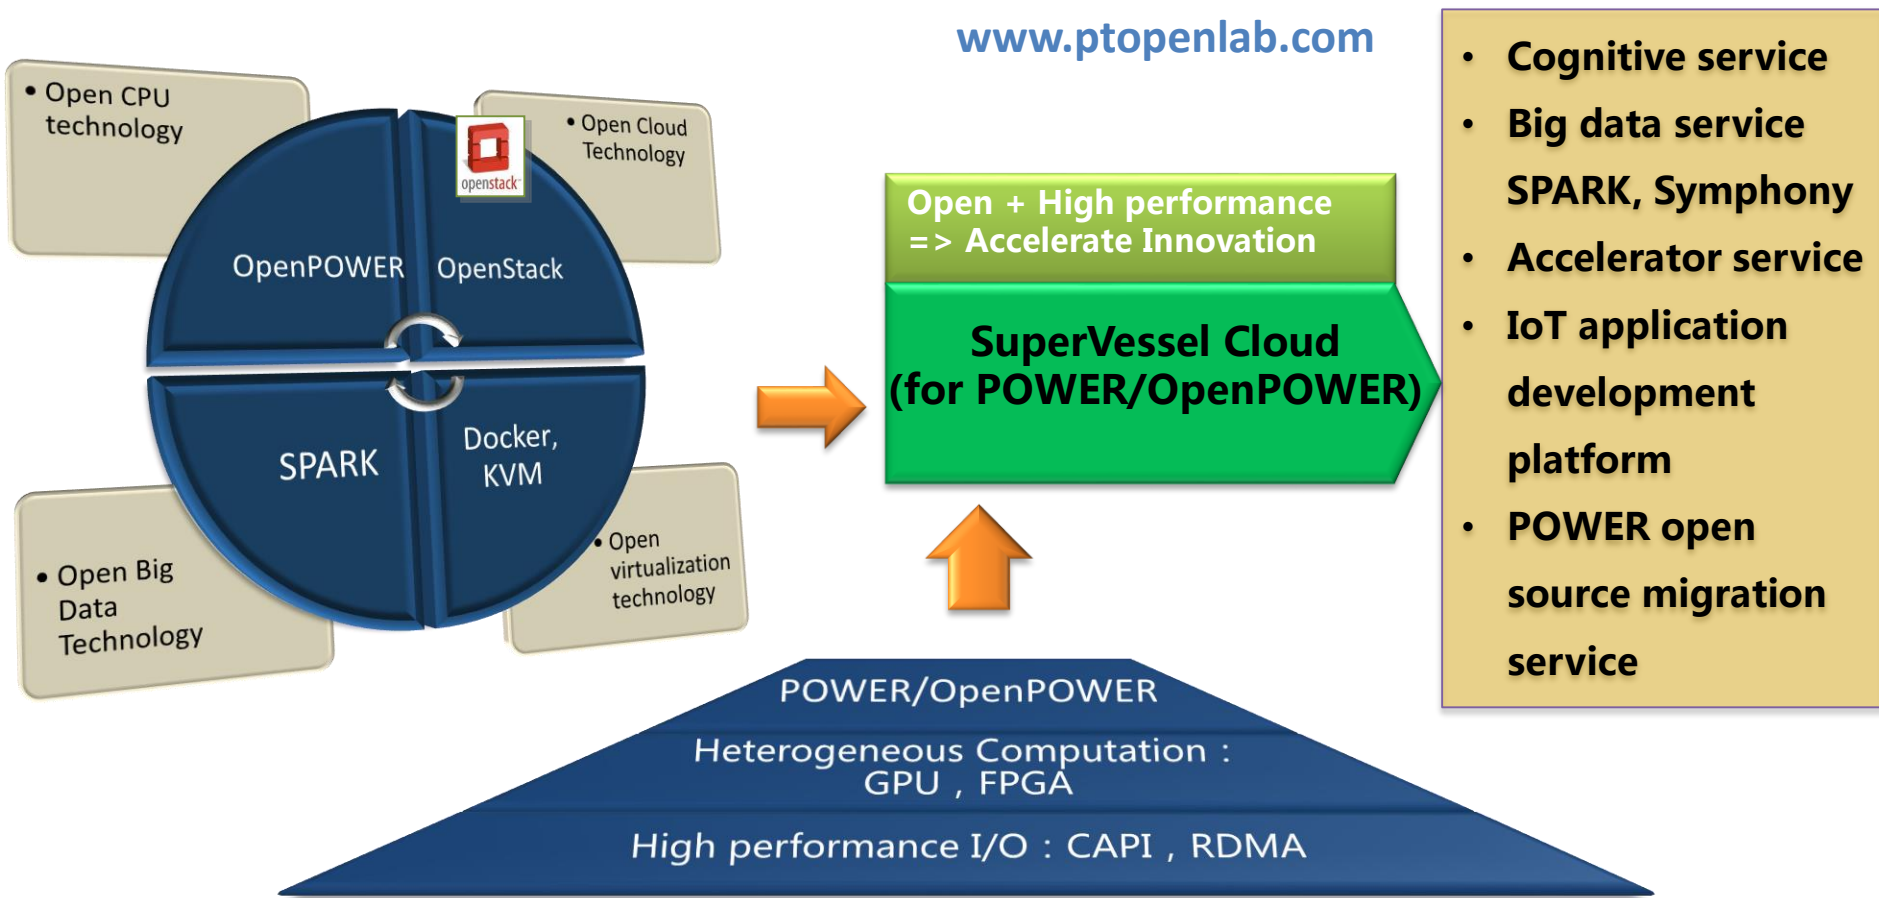 www.ptopenlab.com
• Open CPU
technology
• Open Cloud
Technology
openstack
OpenPOWER
OpenStack
SPARK
Docker,
KVM
• Open Big
Data
Technology
• Open
virtualization
technology
Open + High performance
=> Accelerate Innovation
SuperVessel Cloud
(for POWER/OpenPOWER)
• Cognitive service
• Big data service
SPARK, Symphony
• Accelerator service
• IoT application
development
platform
• POWER open
source migration
service
POWER/OpenPOWER
Heterogeneous Computation :
GPU , FPGA
High performance I/O : CAPI , RDMA